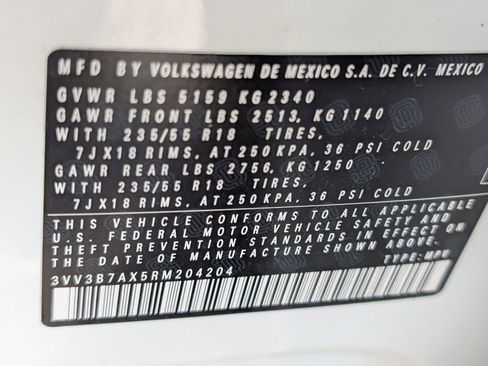 MFD BY VOLKSWAGEN DE MEXICO S.A. DE C.V. MEXICO
GVWR LBS 5159 KG 2340
GAWR FRONT LBS 2513, KG 1140
WITH 235/55 R18 TIRES,
7JX18 RIMS, AT 250 KPA, 36 PSI COLD
GAWR REAR LBS 2756, KG 1250
WITH 235/55 R18 TIRES,
7JX18 RIMS, AT 250 KPA, 36 PSI COLD
THIS VEHICLE CONFORMS TO ALL APPLICABLE
U.S. FEDERAL MOTOR VEHICLE SAFETY AND
THEFT PREVENTION STANDARDS IN EFFECT ON
THE DATE OF MANUFACTURE SHOWN ABOVE.
3VV3B7AX5RM204204 TYPE: MPV